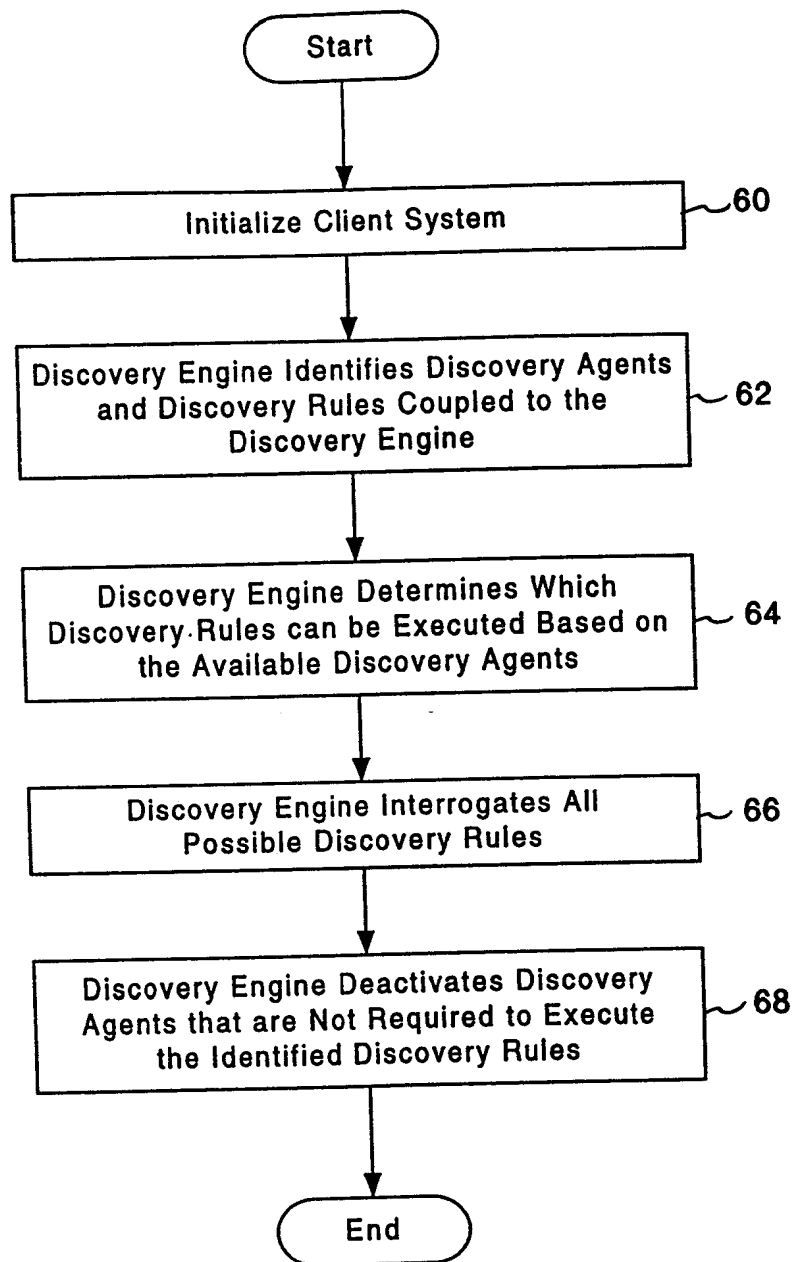 Start
Initialize Client System
60
Discovery Engine Identifies Discovery Agents
and Discovery Rules Coupled to the
Discovery Engine
62
Discovery Engine Determines Which
Discovery Rules can be Executed Based on
the Available Discovery Agents
64
Discovery Engine Interrogates All
Possible Discovery Rules
66
Discovery Engine Deactivates Discovery
Agents that are Not Required to Execute
the Identified Discovery Rules
68
End